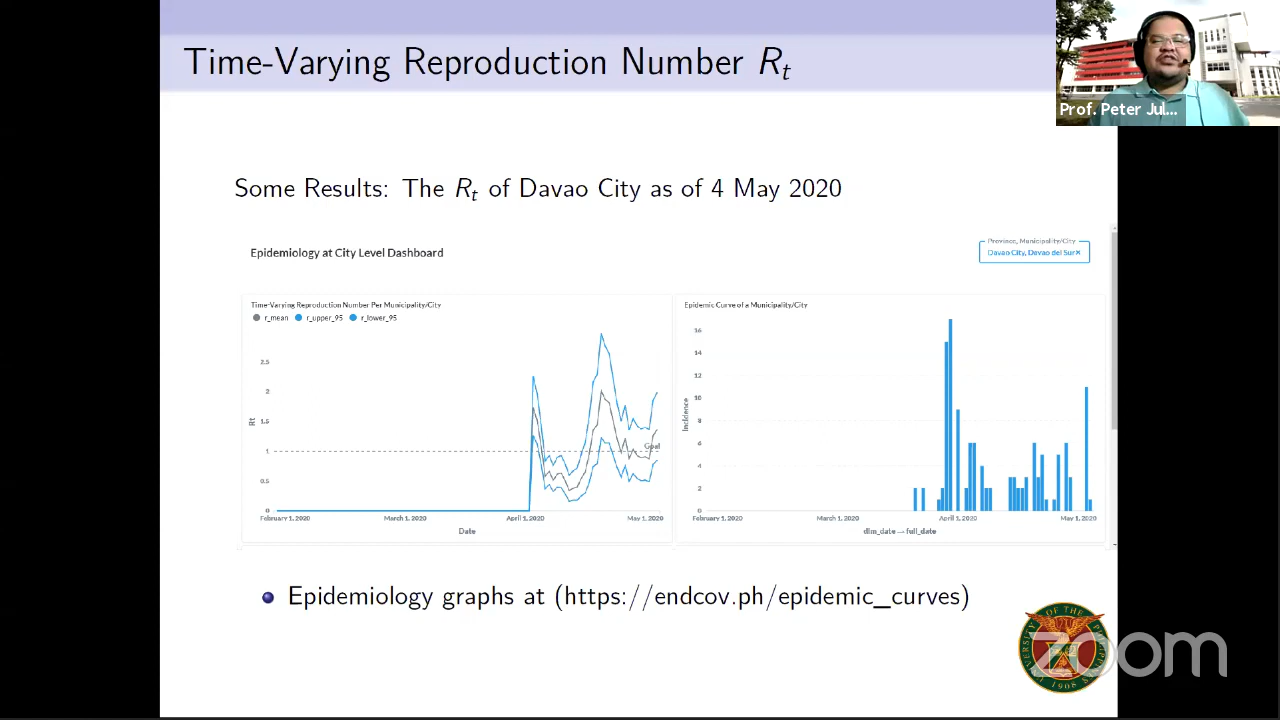 Time-Varying Reproduction Number Rt
Prof. Peter Jul...
Some Results: The Rt of Davao City as of 4 May 2020
Epidemiology at City Level Dashboard
Province, Municipality/City
Davao City, Davao del Sur×
Time-Varying Reproduction Number Per Municipality/City
r_mean r_upper_95 r_lower_95
2.5
2
1.5
1
0.5
0
Rt
Goal
February 1, 2020 March 1, 2020 April 1, 2020 May 1, 2020
Date
Epidemic Curve of a Municipality/City
16
14
12
10
8
6
4
2
0
Incidence
February 1, 2020 March 1, 2020 April 1, 2020 May 1, 2020
dim_date → full_date
Epidemiology graphs at (https://endcov.ph/epidemic_curves)
UNIVERSITY OF THE PHILIPPINES
1908
zoom